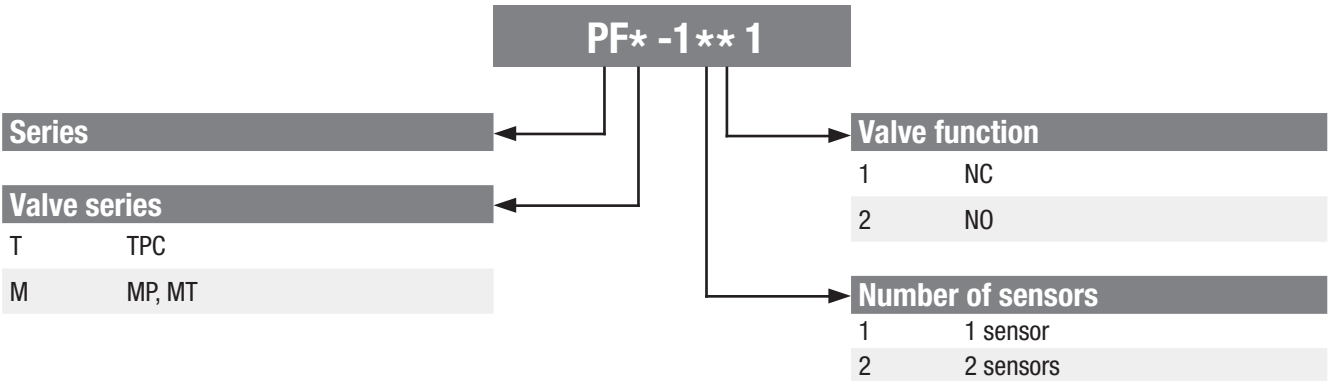 PF* -1** 1
Series
Valve series
T TPC
M MP, MT
Valve function
1 NC
2 NO
Number of sensors
1 1 sensor
2 2 sensors